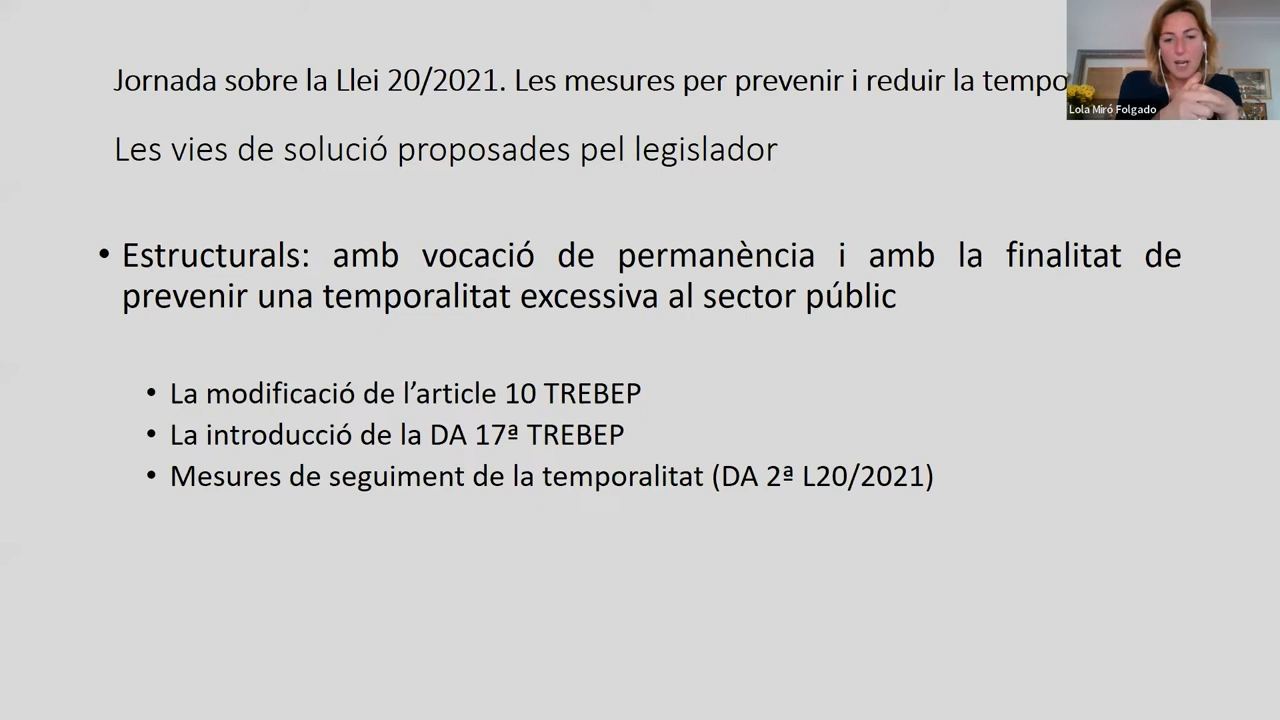 Jornada sobre la Llei 20/2021. Les mesures per prevenir i reduir la tempo
Lola Miró Folgado
Les vies de solució proposades pel legislador
• Estructurals: amb vocació de permanència i amb la finalitat de
prevenir una temporalitat excessiva al sector públic
• La modificació de l’article 10 TREBEP
• La introducció de la DA 17ª TREBEP
• Mesures de seguiment de la temporalitat (DA 2ª L20/2021)